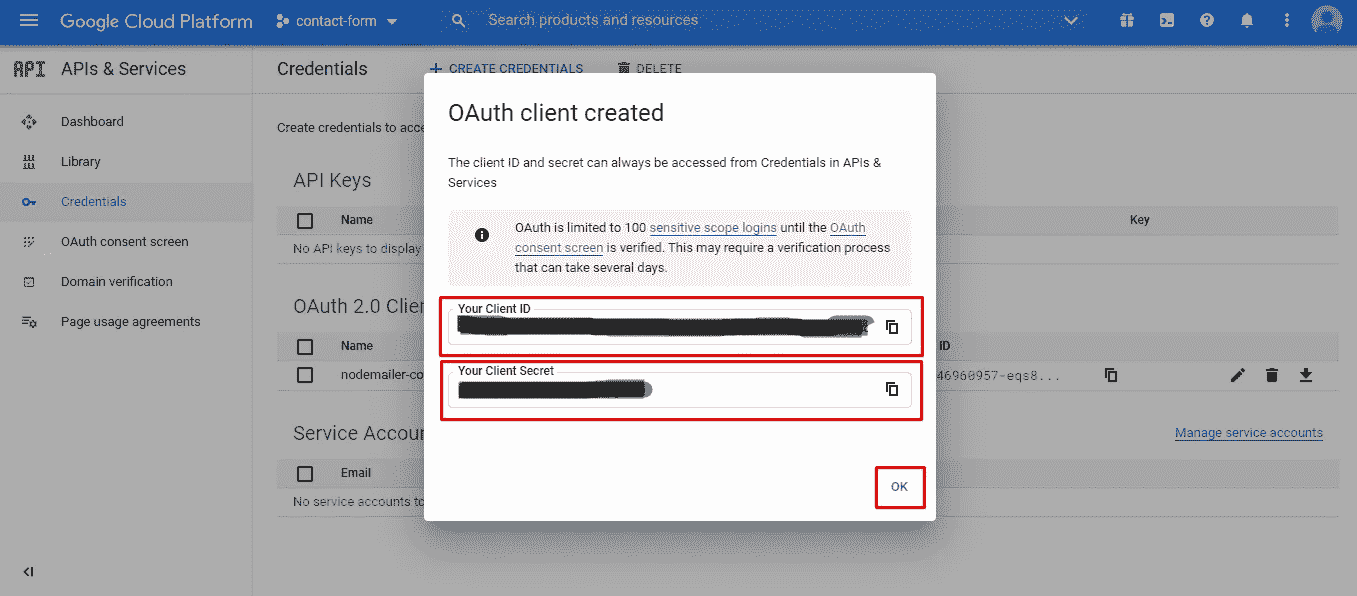 Google Cloud Platform contact-form Search products and resources
API APIs & Services Credentials + CREATE CREDENTIALS DELETE
OAuth client created
Dashboard
Create credentials to acce
Library
The client ID and secret can always be accessed from Credentials in APIs &
Services
API Keys
Credentials
Name Key
OAuth is limited to 100 sensitive scope logins until the OAuth
consent screen is verified. This may require a verification process
that can take several days.
OAuth consent screen
No API keys to display
Domain verification
OAuth 2.0 Clien
Your Client ID
Page usage agreements
Name ID
Your Client Secret
nodemailer-co 46960957-eqs8...
Service Accoun
Manage service accounts
Email
OK
No service accounts to